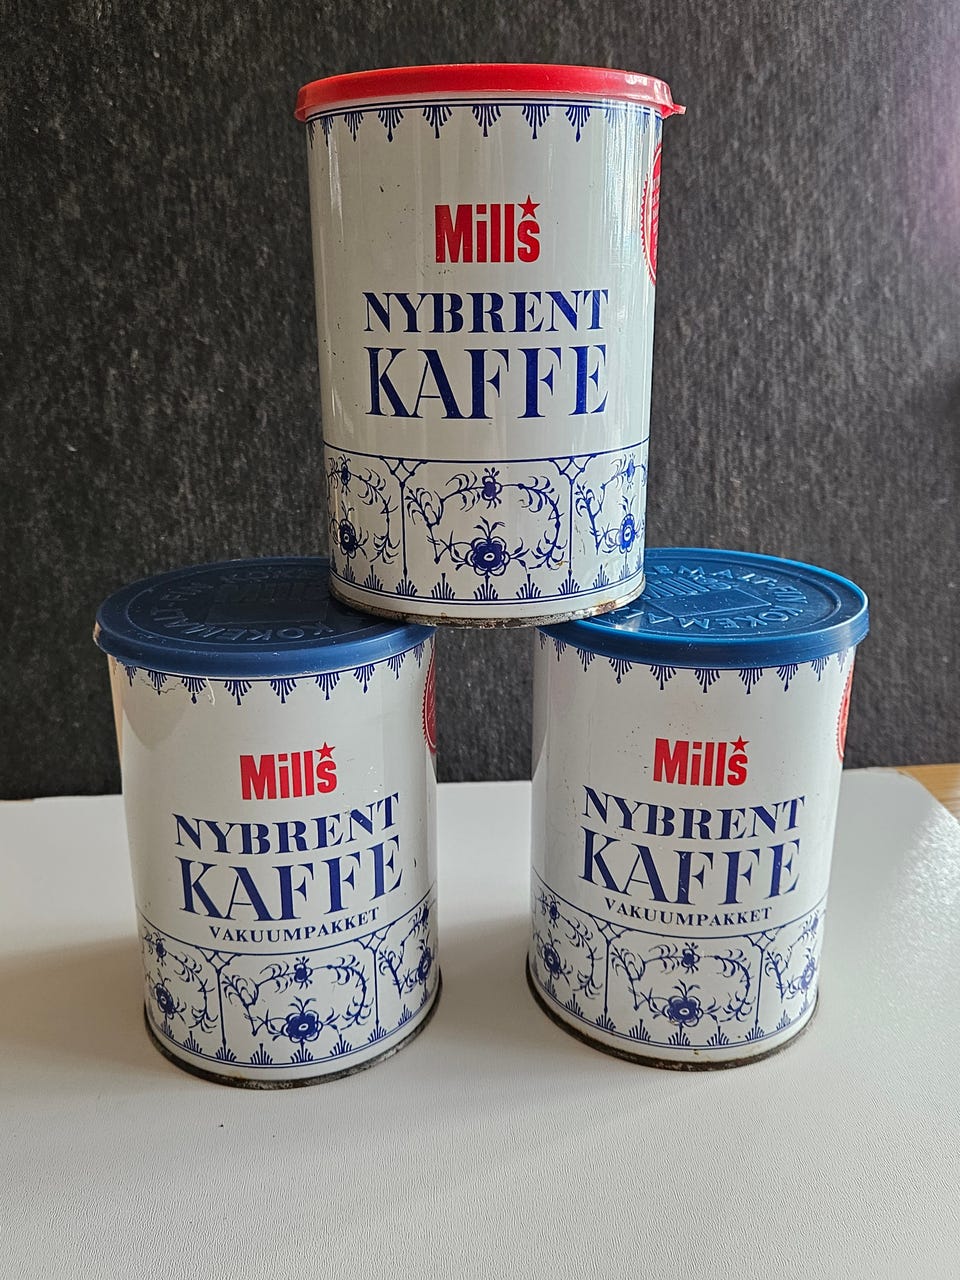 Mills
NYBRENT
KAFFE
Mills
NYBRENT
KAFFE
VAKUUMPAKKET
Mills
NYBRENT
KAFFE
VAKUUMPAKKET